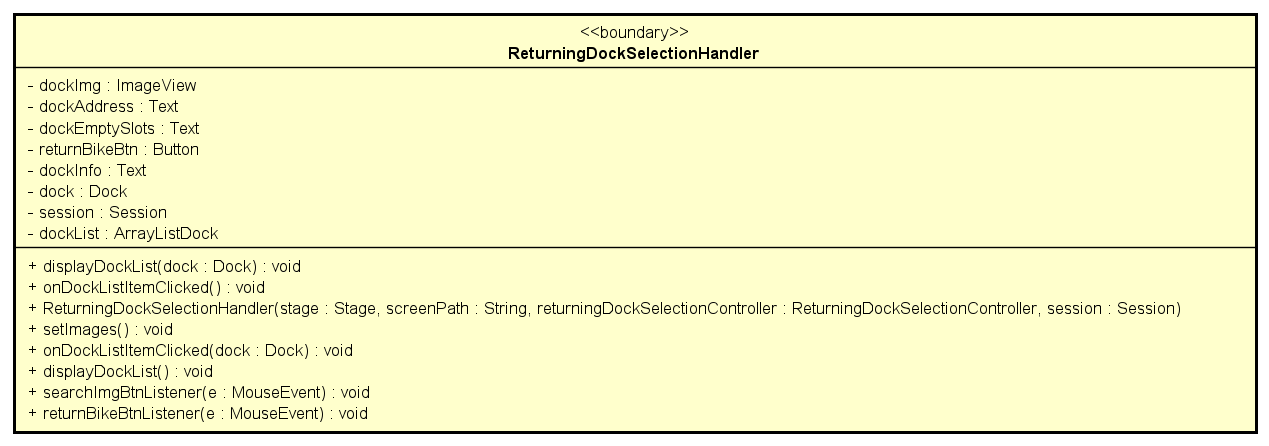 <<boundary>>
ReturningDockSelectionHandler
- dockImg : ImageView
- dockAddress : Text
- dockEmptySlots : Text
- returnBikeBtn : Button
- dockInfo : Text
- dock : Dock
- session : Session
- dockList : ArrayListDock
+ displayDockList(dock : Dock) : void
+ onDockListItemClicked() : void
+ ReturningDockSelectionHandler(stage : Stage, screenPath : String, returningDockSelectionController : ReturningDockSelectionController, session : Session)
+ setImages() : void
+ onDockListItemClicked(dock : Dock) : void
+ displayDockList() : void
+ searchImgBtnListener(e : MouseEvent) : void
+ returnBikeBtnListener(e : MouseEvent) : void